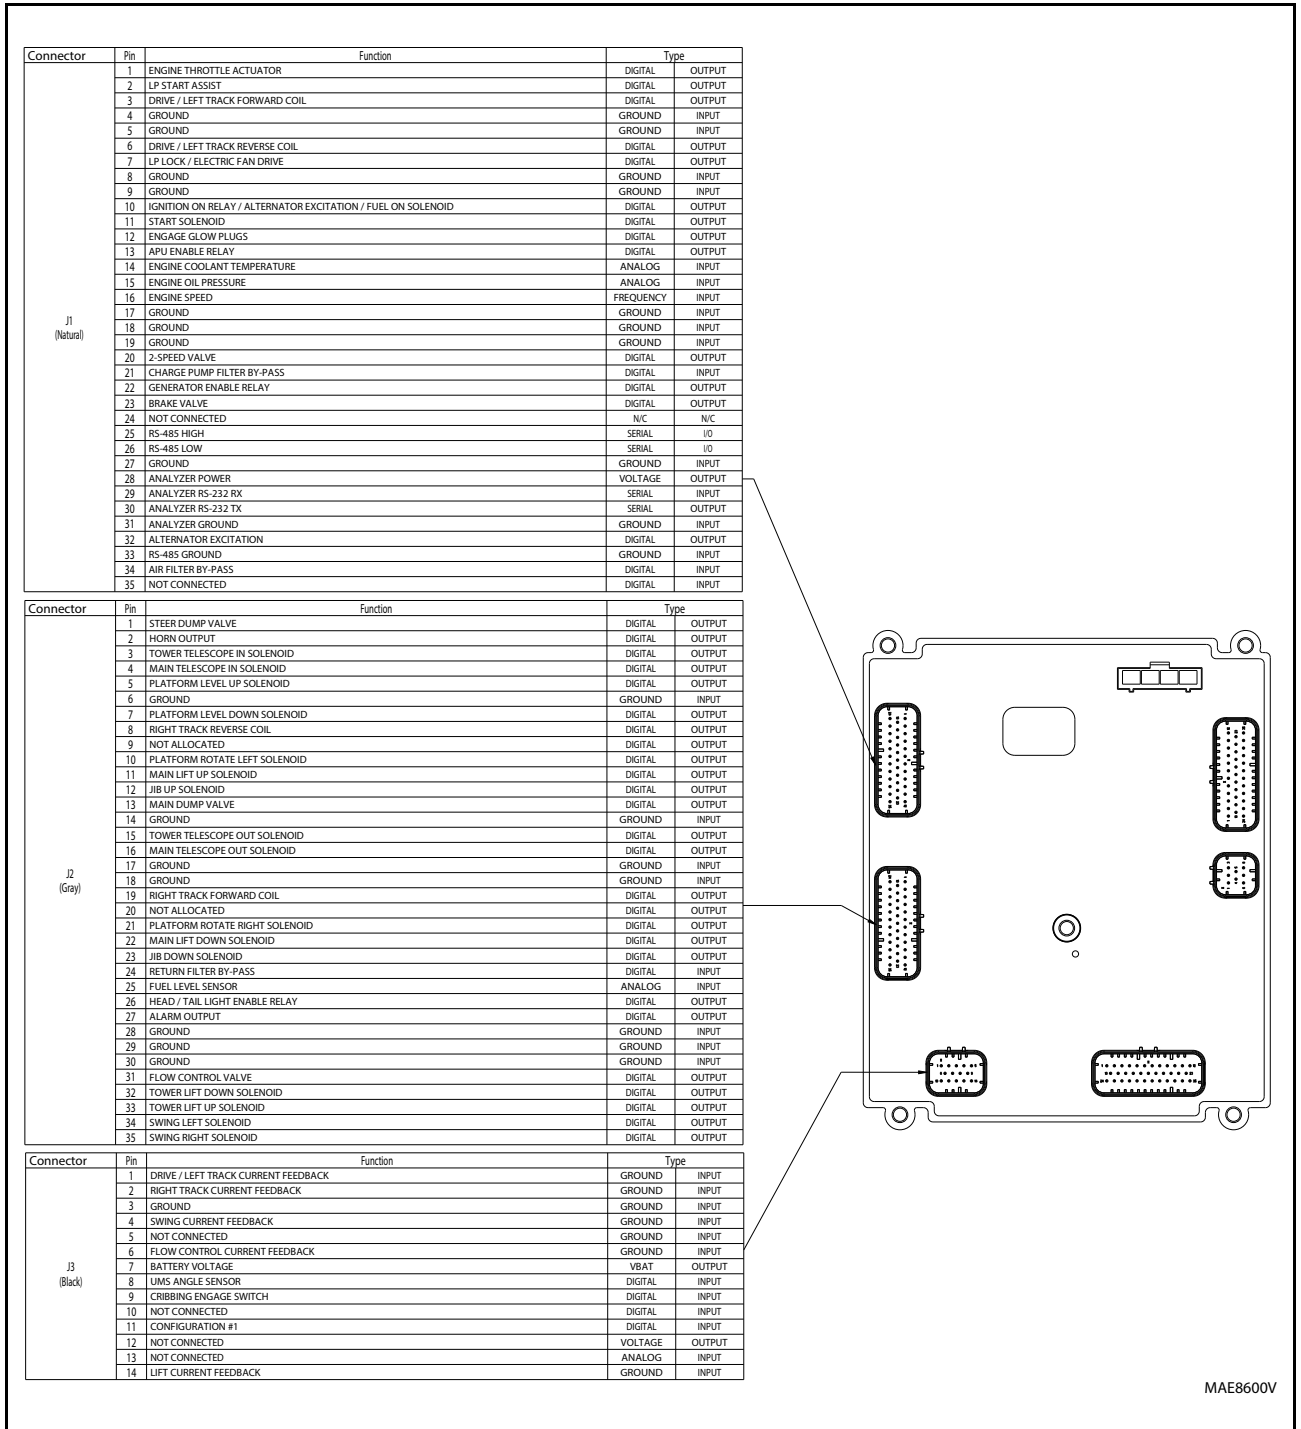 Connector Pin Function Type
1 ENGINE THROTTLE ACTUATOR DIGITAL OUTPUT
2 LP START ASSIST DIGITAL OUTPUT
3 DRIVE / LEFT TRACK FORWARD COIL DIGITAL OUTPUT
4 GROUND GROUND INPUT
5 GROUND GROUND INPUT
6 DRIVE / LEFT TRACK REVERSE COIL DIGITAL OUTPUT
7 LP LOCK / ELECTRIC FAN DRIVE DIGITAL OUTPUT
8 GROUND GROUND INPUT
9 GROUND GROUND INPUT
10 IGNITION ON RELAY / ALTERNATOR EXCITATION / FUEL ON SOLENOID DIGITAL OUTPUT
11 START SOLENOID DIGITAL OUTPUT
12 ENGAGE GLOW PLUGS DIGITAL OUTPUT
13 APU ENABLE RELAY DIGITAL OUTPUT
14 ENGINE COOLANT TEMPERATURE ANALOG INPUT
15 ENGINE OIL PRESSURE ANALOG INPUT
16 ENGINE SPEED FREQUENCY INPUT
J1
(Natural)
17 GROUND GROUND INPUT
18 GROUND GROUND INPUT
19 GROUND GROUND INPUT
20 2-SPEED VALVE DIGITAL OUTPUT
21 CHARGE PUMP FILTER BY-PASS DIGITAL INPUT
22 GENERATOR ENABLE RELAY DIGITAL OUTPUT
23 BRAKE VALVE DIGITAL OUTPUT
24 NOT CONNECTED N/C N/C
25 RS-485 HIGH SERIAL I/O
26 RS-485 LOW SERIAL I/O
27 GROUND GROUND INPUT
28 ANALYZER POWER VOLTAGE OUTPUT
29 ANALYZER RS-232 RX SERIAL INPUT
30 ANALYZER RS-232 TX SERIAL OUTPUT
31 ANALYZER GROUND GROUND INPUT
32 ALTERNATOR EXCITATION DIGITAL OUTPUT
33 RS-485 GROUND GROUND INPUT
34 AIR FILTER BY-PASS DIGITAL INPUT
35 NOT CONNECTED DIGITAL INPUT
Connector Pin Function Type
1 STEER DUMP VALVE DIGITAL OUTPUT
2 HORN OUTPUT DIGITAL OUTPUT
3 TOWER TELESCOPE IN SOLENOID DIGITAL OUTPUT
4 MAIN TELESCOPE IN SOLENOID DIGITAL OUTPUT
5 PLATFORM LEVEL UP SOLENOID DIGITAL OUTPUT
6 GROUND GROUND INPUT
7 PLATFORM LEVEL DOWN SOLENOID DIGITAL OUTPUT
8 RIGHT TRACK REVERSE COIL DIGITAL OUTPUT
9 NOT ALLOCATED DIGITAL OUTPUT
10 PLATFORM ROTATE LEFT SOLENOID DIGITAL OUTPUT
11 MAIN LIFT UP SOLENOID DIGITAL OUTPUT
12 JIB UP SOLENOID DIGITAL OUTPUT
13 MAIN DUMP VALVE DIGITAL OUTPUT
14 GROUND GROUND INPUT
15 TOWER TELESCOPE OUT SOLENOID DIGITAL OUTPUT
16 MAIN TELESCOPE OUT SOLENOID DIGITAL OUTPUT
J2
(Gray)
17 GROUND GROUND INPUT
18 GROUND GROUND INPUT
19 RIGHT TRACK FORWARD COIL DIGITAL OUTPUT
20 NOT ALLOCATED DIGITAL OUTPUT
21 PLATFORM ROTATE RIGHT SOLENOID DIGITAL OUTPUT
22 MAIN LIFT DOWN SOLENOID DIGITAL OUTPUT
23 JIB DOWN SOLENOID DIGITAL OUTPUT
24 RETURN FILTER BY-PASS DIGITAL INPUT
25 FUEL LEVEL SENSOR ANALOG INPUT
26 HEAD / TAIL LIGHT ENABLE RELAY DIGITAL OUTPUT
27 ALARM OUTPUT DIGITAL OUTPUT
28 GROUND GROUND INPUT
29 GROUND GROUND INPUT
30 GROUND GROUND INPUT
31 FLOW CONTROL VALVE DIGITAL OUTPUT
32 TOWER LIFT DOWN SOLENOID DIGITAL OUTPUT
33 TOWER LIFT UP SOLENOID DIGITAL OUTPUT
34 SWING LEFT SOLENOID DIGITAL OUTPUT
35 SWING RIGHT SOLENOID DIGITAL OUTPUT
Connector Pin Function Type
1 DRIVE / LEFT TRACK CURRENT FEEDBACK GROUND INPUT
2 RIGHT TRACK CURRENT FEEDBACK GROUND INPUT
3 GROUND GROUND INPUT
4 SWING CURRENT FEEDBACK GROUND INPUT
5 NOT CONNECTED GROUND INPUT
6 FLOW CONTROL CURRENT FEEDBACK GROUND INPUT
J3
(Black)
7 BATTERY VOLTAGE VBAT OUTPUT
8 UMS ANGLE SENSOR DIGITAL INPUT
9 CRIBBING ENGAGE SWITCH DIGITAL INPUT
10 NOT CONNECTED DIGITAL INPUT
11 CONFIGURATION #1 DIGITAL INPUT
12 NOT CONNECTED VOLTAGE OUTPUT
13 NOT CONNECTED ANALOG INPUT
14 LIFT CURRENT FEEDBACK GROUND INPUT
MAE8600V